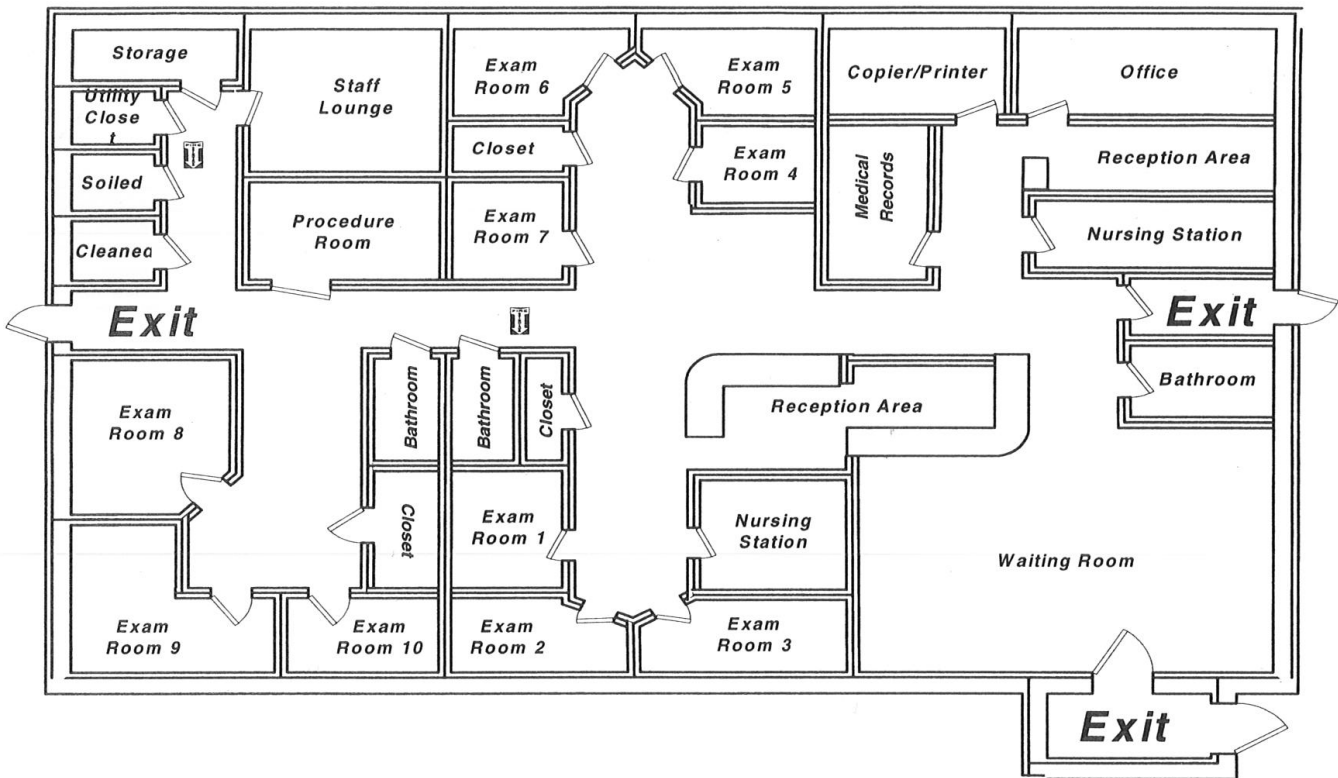 Storage
Utility
Close
t
Soiled
Cleaned
Staff
Lounge
Procedure
Room
Exam
Room 6
Closet
Exam
Room 7
Exam
Room 5
Exam
Room 4
Copier/Printer
Medical
Records
Office
Reception Area
Nursing Station
Exit
Exit
Bathroom
Exam
Room 8
Bathroom
Bathroom
Closet
Reception Area
Closet
Exam
Room 1
Nursing
Station
Waiting Room
Exam
Room 9
Exam
Room 10
Exam
Room 2
Exam
Room 3
Exit